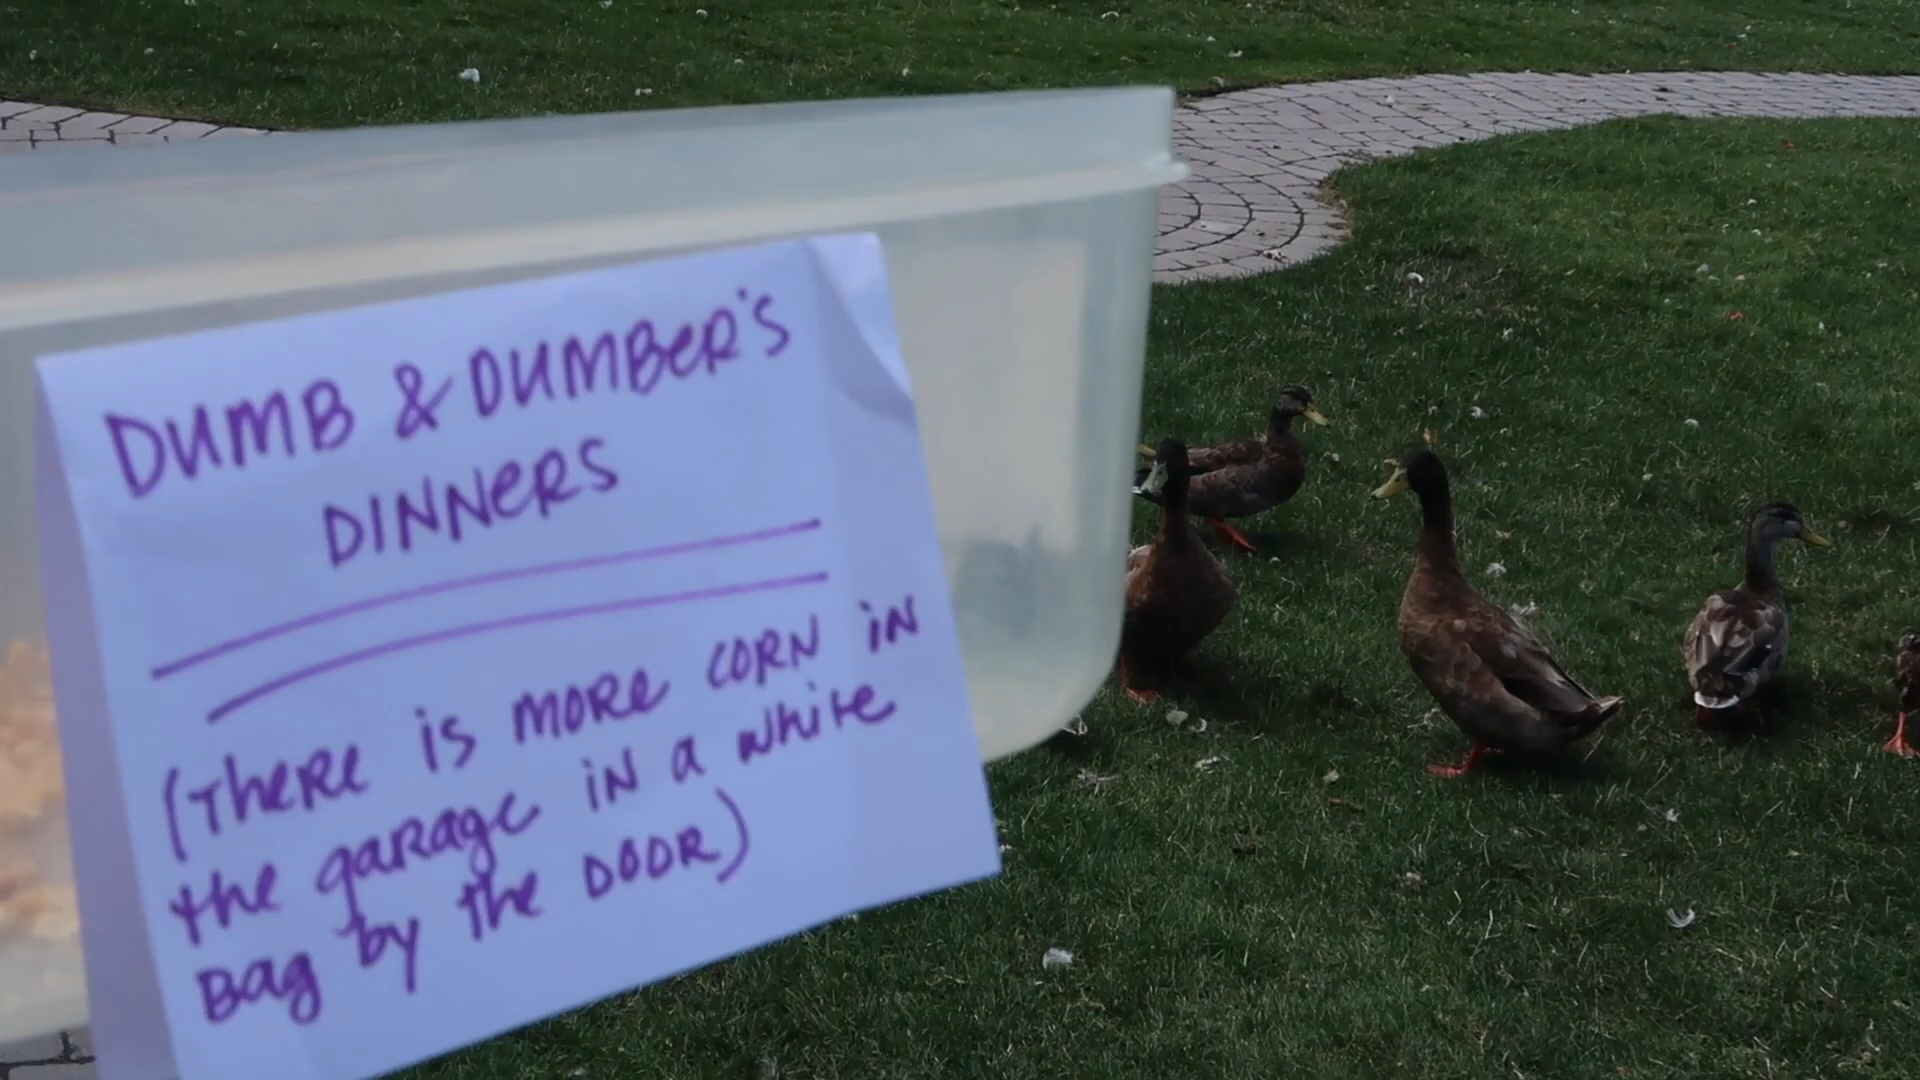 DUMB & DUMBER'S
DINNERS
(THERE is MORE CORN iN
the gARAge iN a white
BAg by the DOOR)